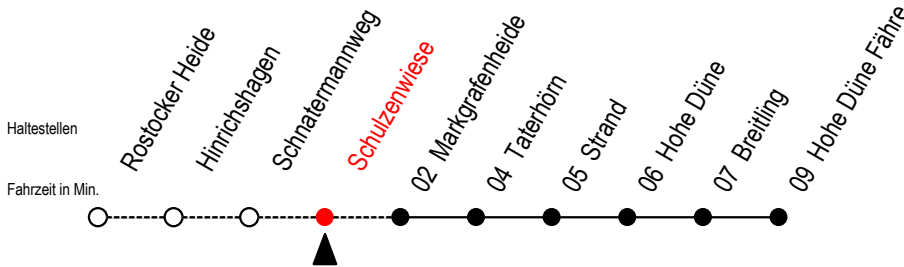 Rostocker Heide
Hinrichshagen
Schnatermannweg
Schulzenwiese
02 Markgrafenheide
04 Taterhörn
05 Strand
06 Hohe Düne
07 Breitling
09 Hohe Düne Fähre
Haltestellen
Fahrzeit in Min.